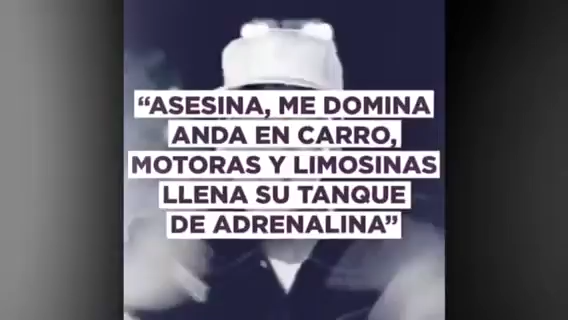 “ASESINA, ME DOMINA
ANDA EN CARRO,
MOTORAS Y LIMOSINAS
LLENA SU TANQUE
DE ADRENALINA”